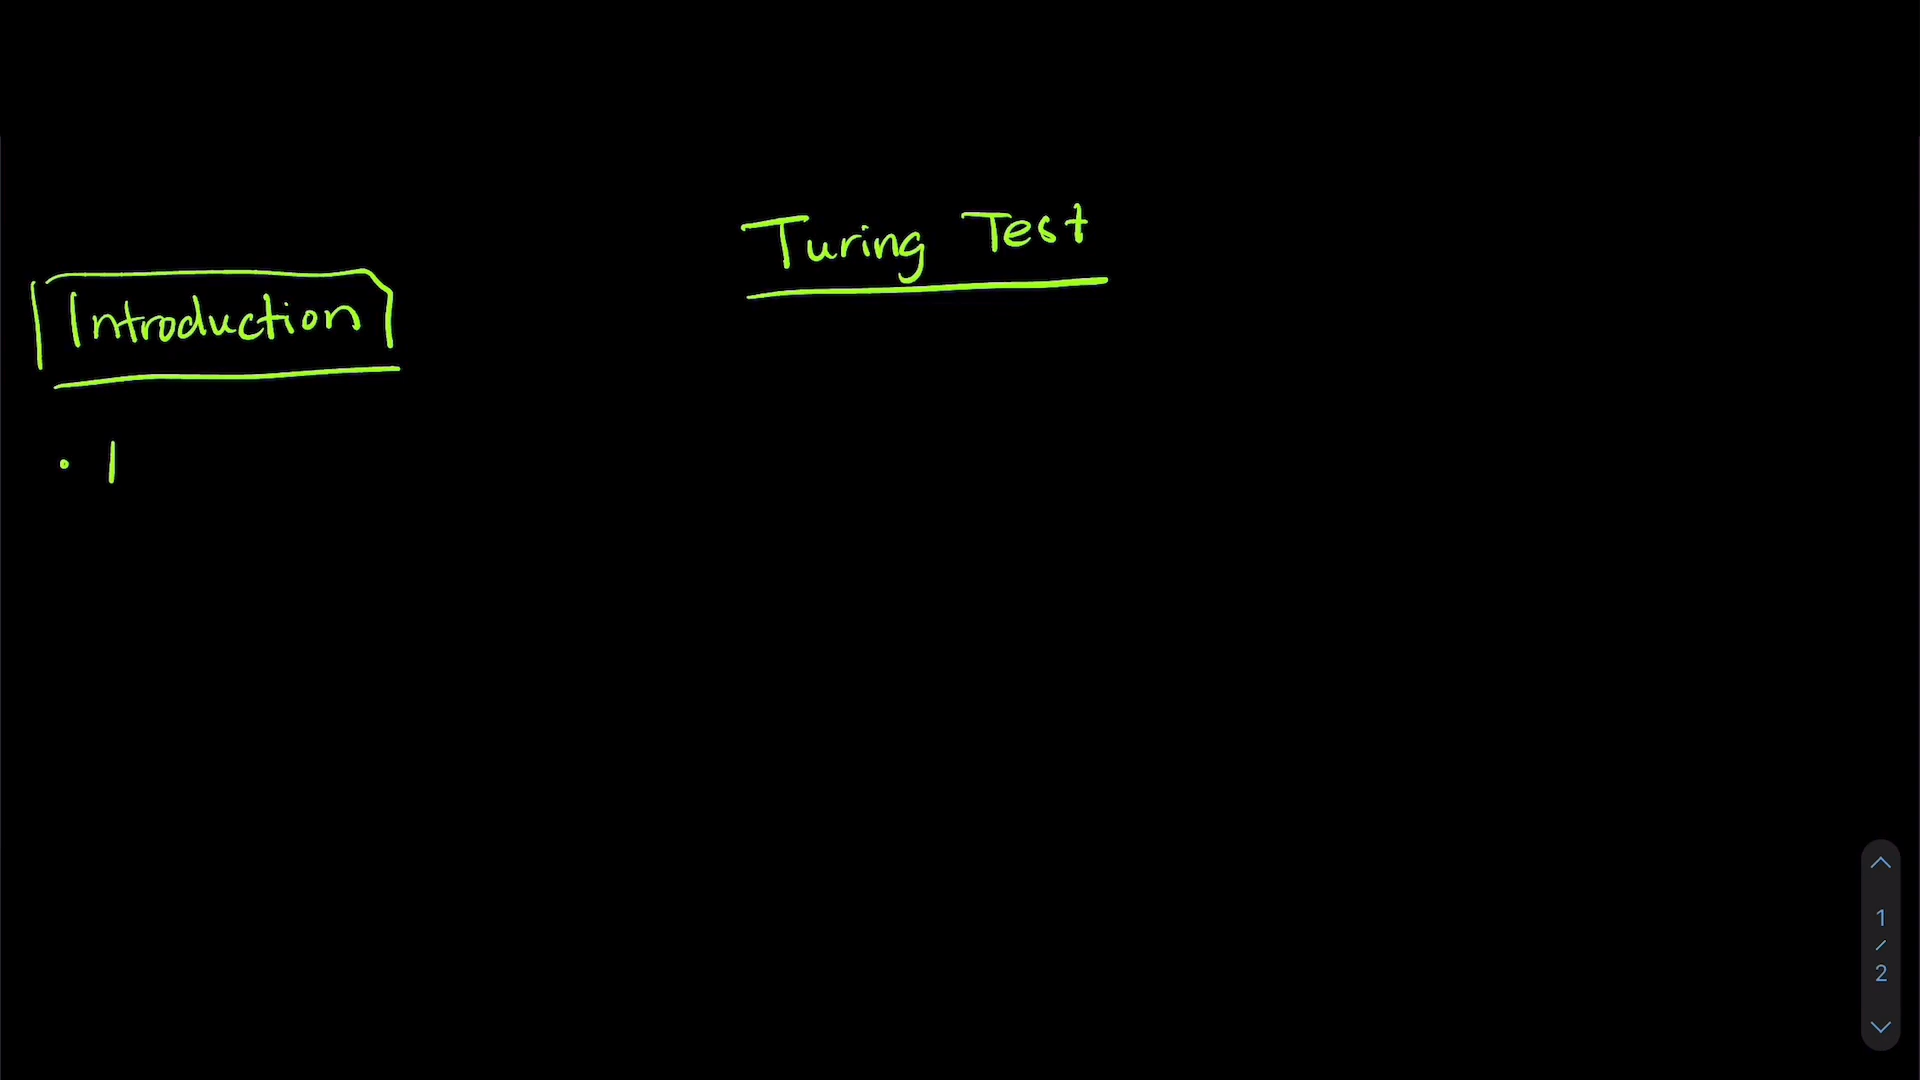 Turing Test
Introduction
• I
1
/
2